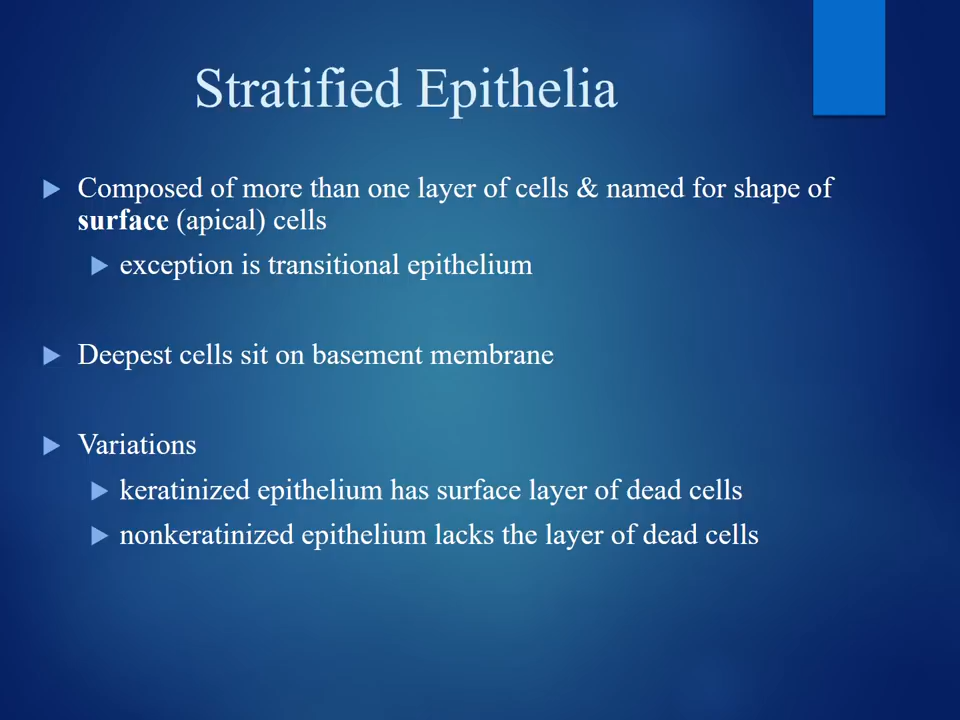 Stratified Epithelia
Composed of more than one layer of cells & named for shape of
surface (apical) cells
exception is transitional epithelium
Deepest cells sit on basement membrane
Variations
keratinized epithelium has surface layer of dead cells
nonkeratinized epithelium lacks the layer of dead cells